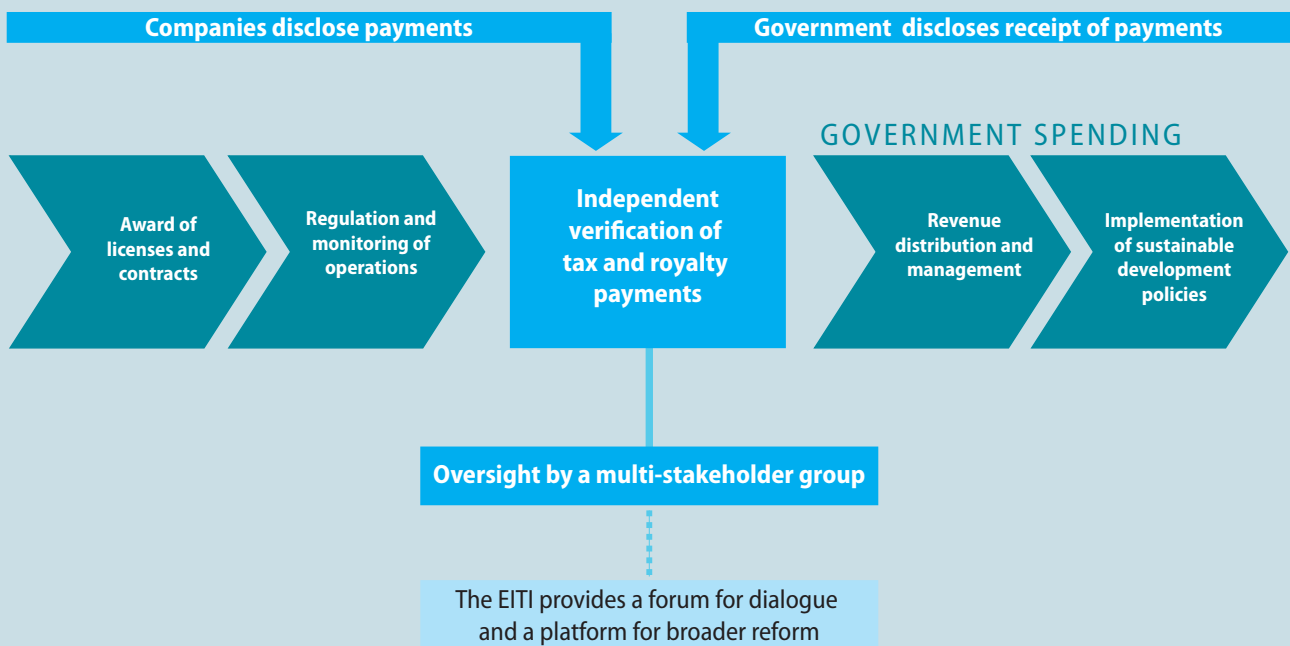 Companies disclose payments
Government discloses receipt of payments
GOVERNMENT SPENDING
Award of
licenses and
contracts
Regulation and
monitoring of
operations
Independent
verification of
tax and royalty
payments
Revenue
distribution and
management
Implementation
of sustainable
development
policies
Oversight by a multi-stakeholder group
The EITI provides a forum for dialogue
and a platform for broader reform